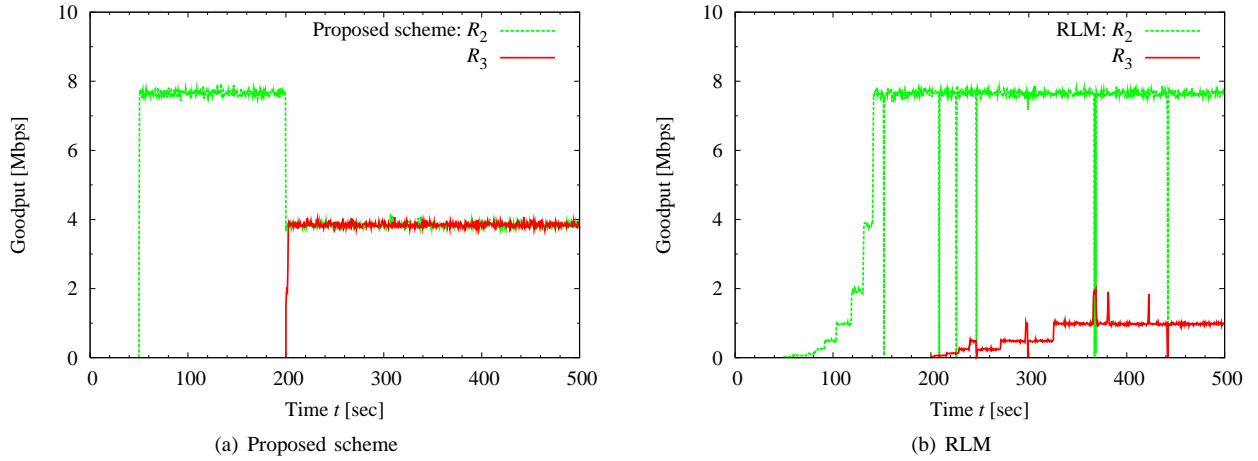 10
8
6
4
2
0
Goodput [Mbps]
0 100 200 300 400 500
Time t [sec]
Proposed scheme: R2
R3
(a) Proposed scheme
10
8
6
4
2
0
Goodput [Mbps]
0 100 200 300 400 500
Time t [sec]
RLM: R2
R3
(b) RLM